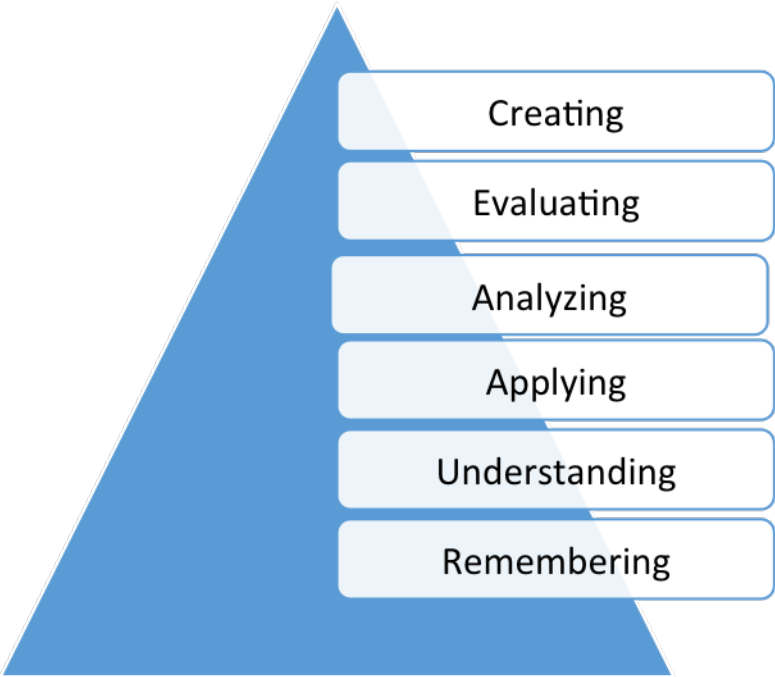 Creating
Evaluating
Analyzing
Applying
Understanding
Remembering